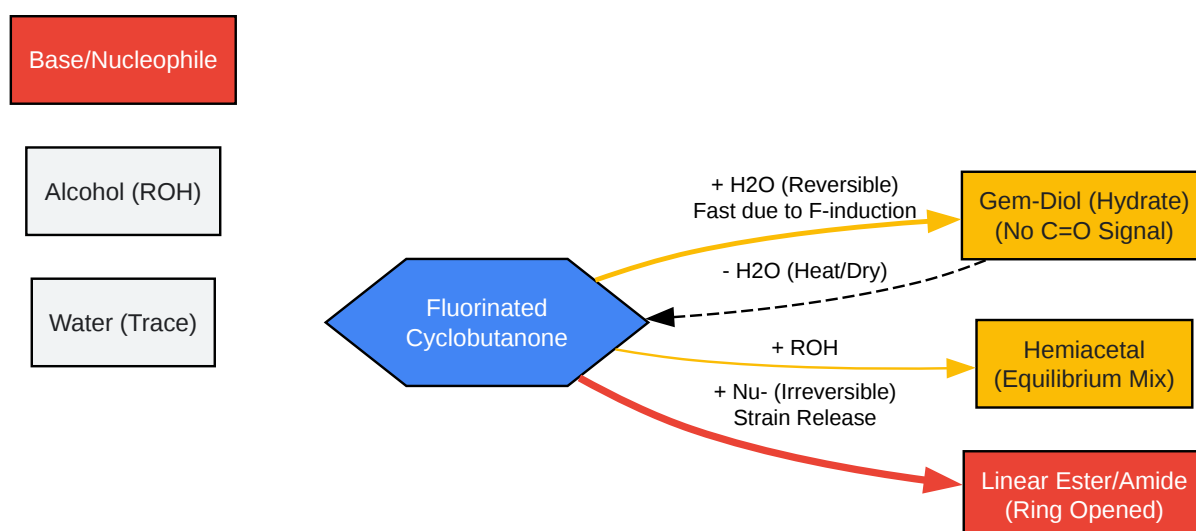 Base/Nucleophile
Alcohol (ROH)
Water (Trace)
Fluorinated
Cyclobutanone
+ H2O (Reversible)
Fast due to F-induction
- H2O (Heat/Dry)
+ ROH
+ Nu- (Irreversible)
Strain Release
Gem-Diol (Hydrate)
(No C=O Signal)
Hemiacetal
(Equilibrium Mix)
Linear Ester/Amide
(Ring Opened)